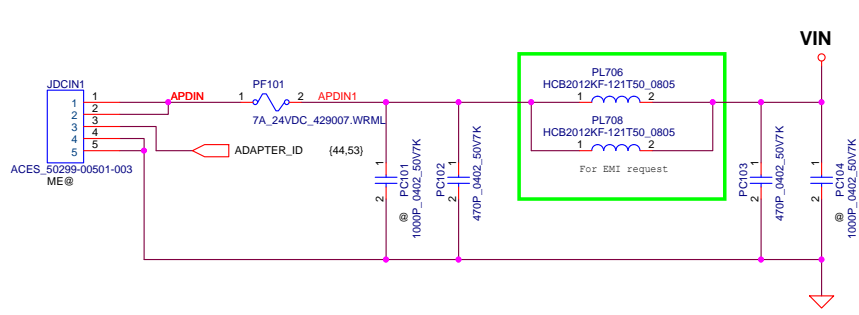 VIN
JDCIN1
1
2
3
4
5
1
2
3
4
5
ACES_50299-00501-003
ME@
APDIN
PF101
1
2
APDIN1
7A_24VDC_429007.WRML
ADAPTER_ID
{44,53}
PL706
HCB2012KF-121T50_0805
1
2
PL708
HCB2012KF-121T50_0805
1
2
For EMI request
1
2
PC101
1000P_0402_50V7K
@
1
2
PC102
470P_0402_50V7K
1
2
PC103
470P_0402_50V7K
1
2
PC104
1000P_0402_50V7K
@